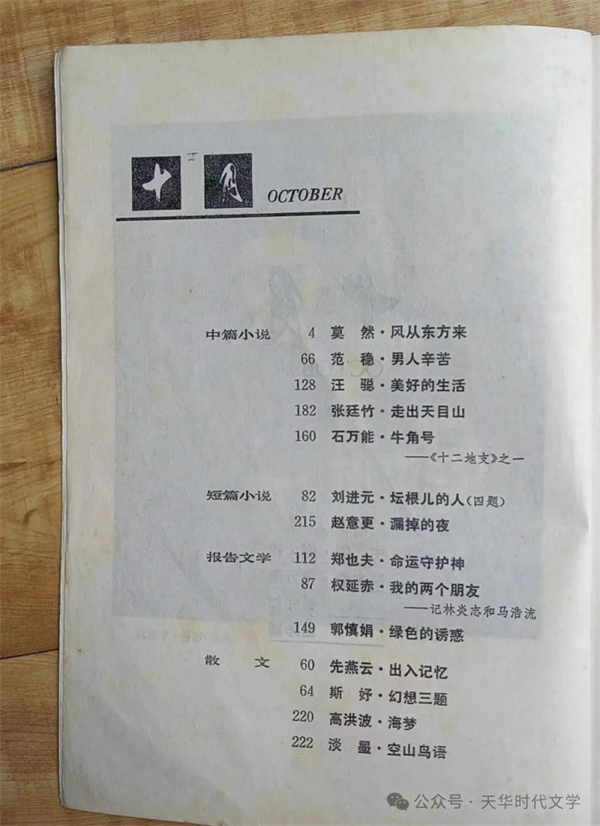 十月 OCTOBER
中篇小说 4 莫然·风从东方来
66 范稳·男人辛苦
128 汪聪·美好的生活
182 张廷竹·走出天目山
160 石万能·牛角号
——《十二地支》之一
短篇小说 82 刘进元·坛根儿的人(四题)
215 赵意更·漏掉的夜
报告文学 112 郑也夫·命运守护神
87 权延赤·我的两个朋友
——记林炎志和马浩流
149 郭慎娟·绿色的诱惑
散文 60 先燕云·出入记忆
64 斯妤·幻想三题
220 高洪波·海梦
222 淡墨·空山鸟语
公众号·天华时代文学